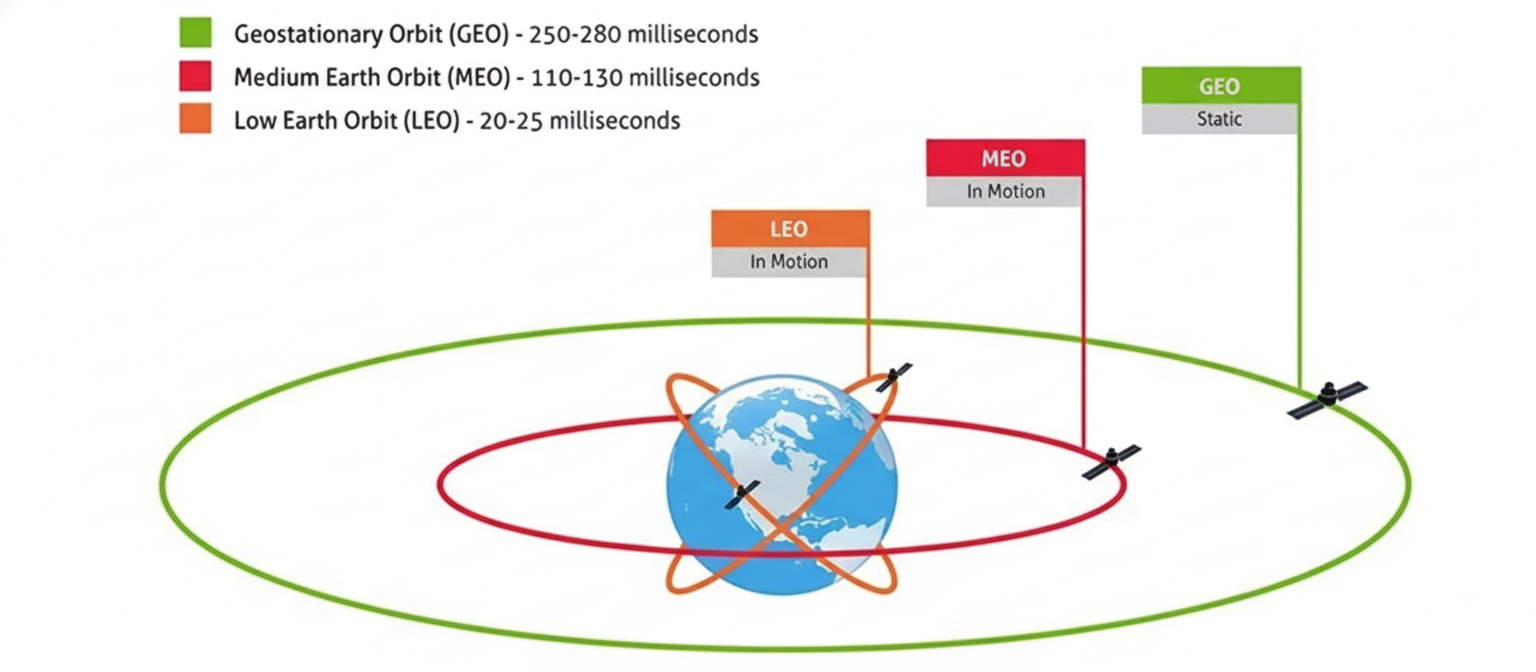 Geostationary Orbit (GEO) - 250-280 milliseconds
Medium Earth Orbit (MEO) - 110-130 milliseconds
Low Earth Orbit (LEO) - 20-25 milliseconds
GEO
Static
MEO
In Motion
LEO
In Motion